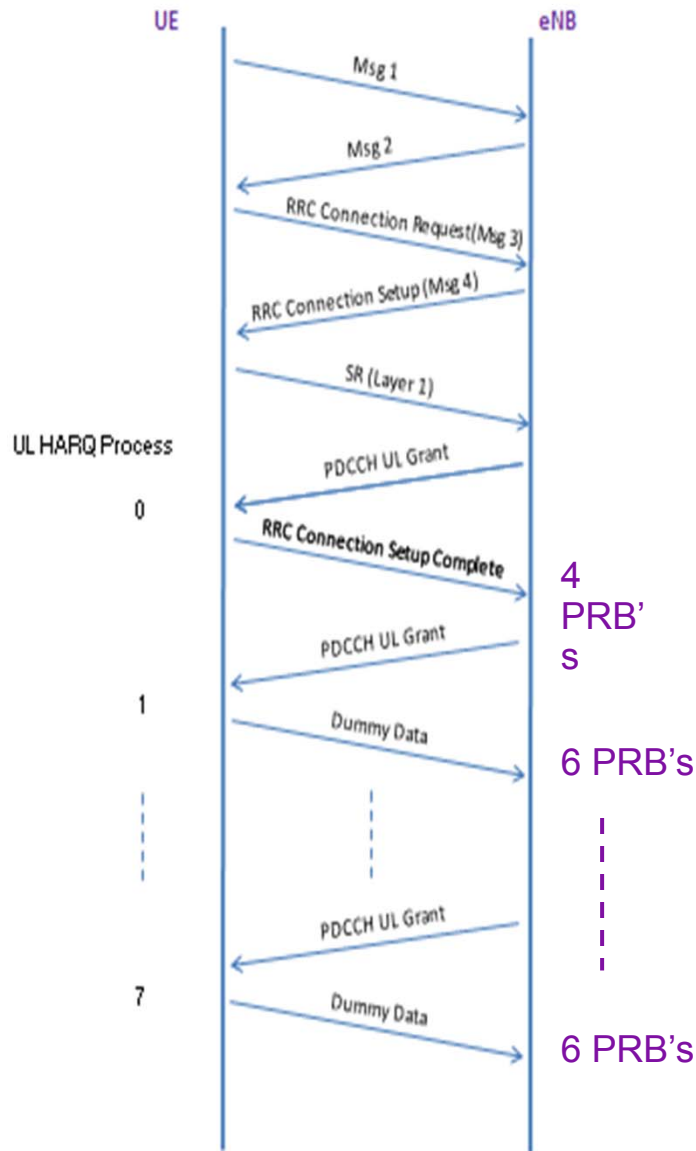 UE
eNB
Msg 1
Msg 2
RRC Connection Request(Msg 3)
RRC Connection Setup (Msg 4)
SR (Layer 1)
UL HARQ Process
PDCCH UL Grant
0
RRC Connection Setup Complete
4
PRB’
s
PDCCH UL Grant
1
Dummy Data
6 PRB’s
PDCCH UL Grant
7
Dummy Data
6 PRB’s